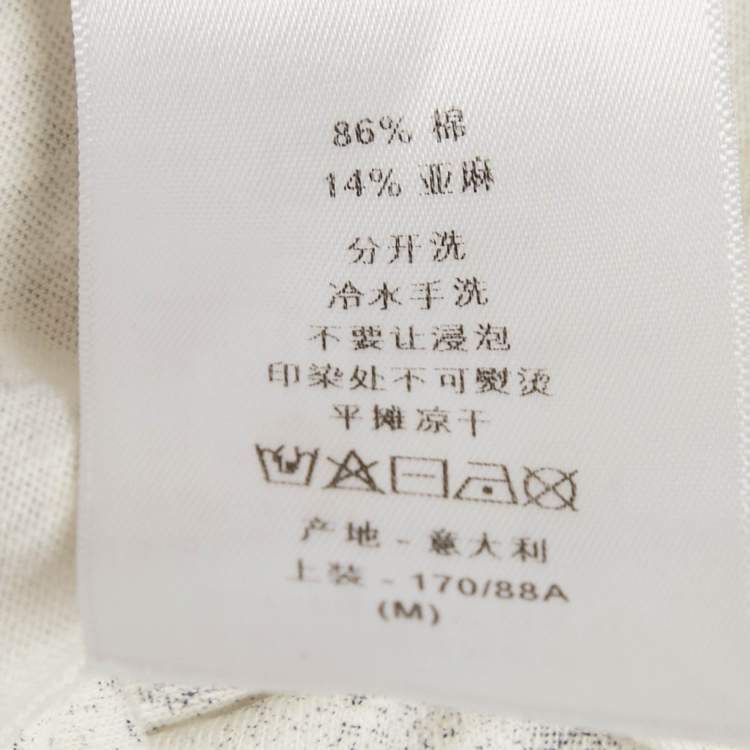 86% 棉
14% 亚麻
分开洗
冷水手洗
不要让浸泡
印染处不可熨烫
平摊凉干
产地 - 意大利
上装 - 170/88A
(M)